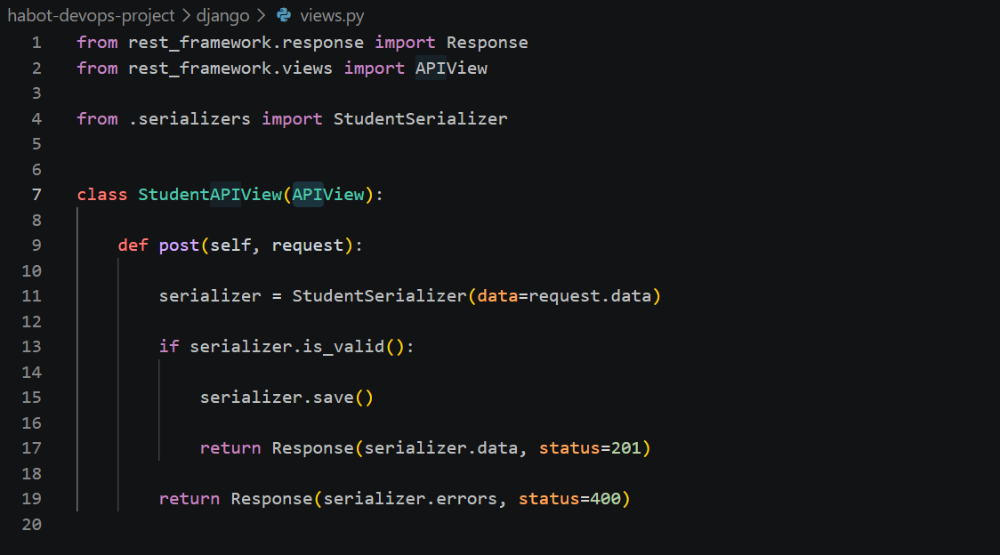 habot-devops-project > django > views.py
1 from rest_framework.response import Response
2 from rest_framework.views import APIView
3
4 from .serializers import StudentSerializer
5
6
7 class StudentAPIView(APIView):
8
9     def post(self, request):
10
11         serializer = StudentSerializer(data=request.data)
12
13         if serializer.is_valid():
14
15             serializer.save()
16
17             return Response(serializer.data, status=201)
18
19         return Response(serializer.errors, status=400)
20